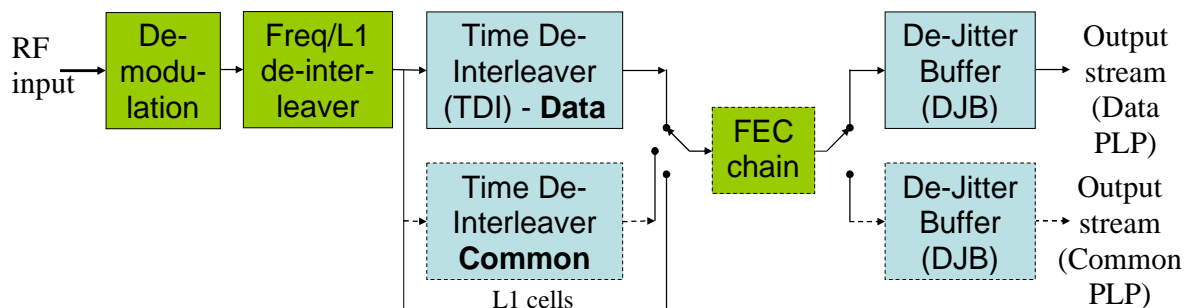 RF
input
De-
modu-
lation
Freq/L1
de-inter-
leaver
Time De-
Interleaver
(TDI) - Data
Time De-
Interleaver
Common
L1 cells
FEC
chain
De-Jitter
Buffer
(DJB)
Output
stream
(Data
PLP)
De-Jitter
Buffer
(DJB)
Output
stream
(Common
PLP)